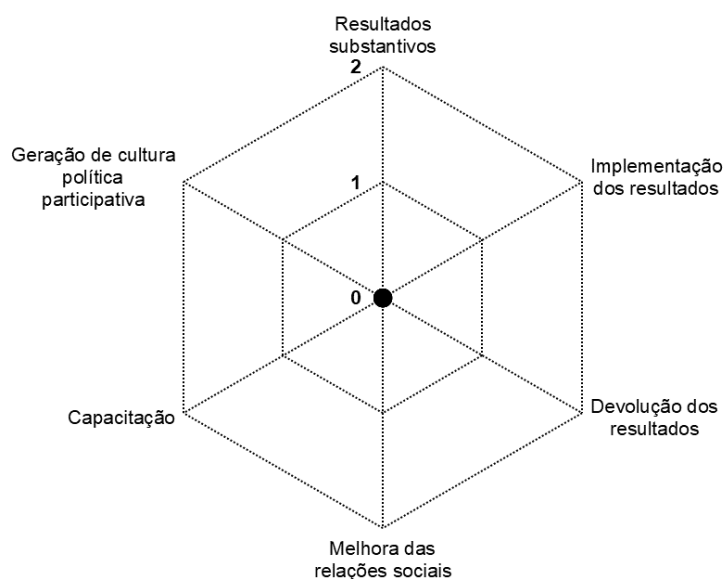 Resultados
substantivos
2
Geração de cultura
política
participativa
Implementação
dos resultados
1
0
Capacitação
Devolução dos
resultados
Melhora das
relações sociais